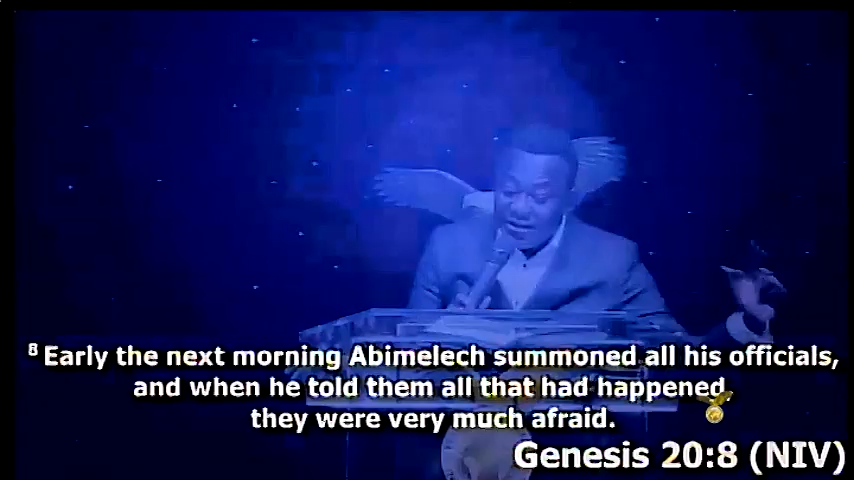 8 Early the next morning Abimelech summoned all his officials,
and when he told them all that had happened,
they were very much afraid.
Genesis 20:8 (NIV)